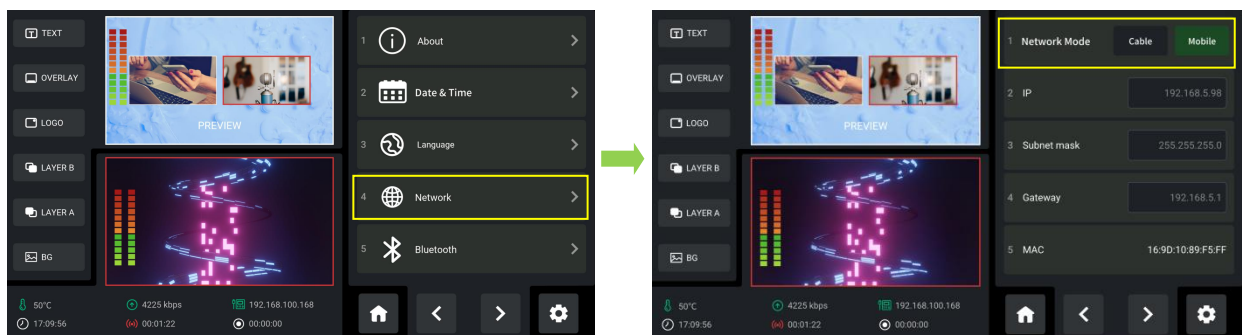 TEXT
OVERLAY
LOGO
LAYER B
LAYER A
BG
PREVIEW
50°C
4225 kbps
192.168.100.168
17:09:56
00:01:22
00:00:00
1 About
2 Date & Time
3 Language
4 Network
5 Bluetooth
TEXT
OVERLAY
LOGO
LAYER B
LAYER A
BG
PREVIEW
50°C
4225 kbps
192.168.100.168
17:09:56
00:01:22
00:00:00
1 Network Mode Cable Mobile
2 IP 192.168.5.98
3 Subnet mask 255.255.255.0
4 Gateway 192.168.5.1
5 MAC 16:9D:10:89:F5:FF